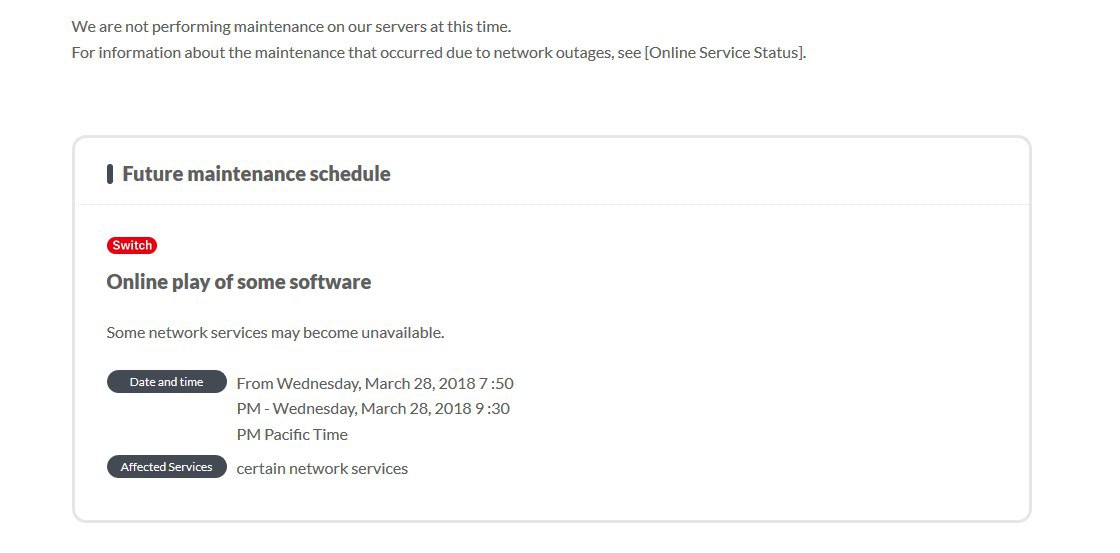 We are not performing maintenance on our servers at this time.
For information about the maintenance that occurred due to network outages, see [Online Service Status].
Future maintenance schedule
Switch
Online play of some software
Some network services may become unavailable.
Date and time From Wednesday, March 28, 2018 7 :50
PM - Wednesday, March 28, 2018 9 :30
PM Pacific Time
Affected Services certain network services